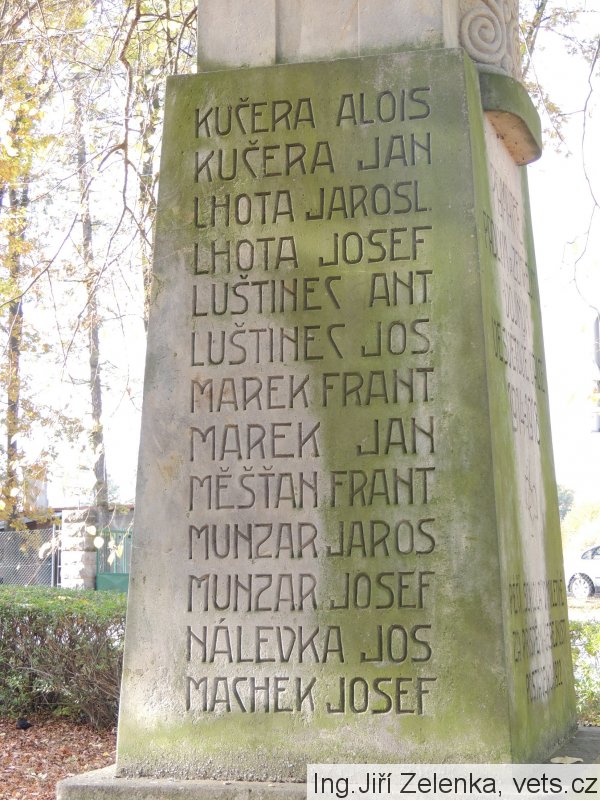 KUČERA ALOIS
KUČERA JAN
LHOTA JAROSL.
LHOTA JOSEF
LUŠTINEC ANT.
LUŠTINEC JOS.
MAREK FRANT.
MAREK JAN
MĚŠŤAN FRANT.
MUNZAR JAROS
MUNZAR JOSEF
NÁLEVKA JOS.
MACHEK JOSEF
Ing.Jiří Zelenka, vets.cz